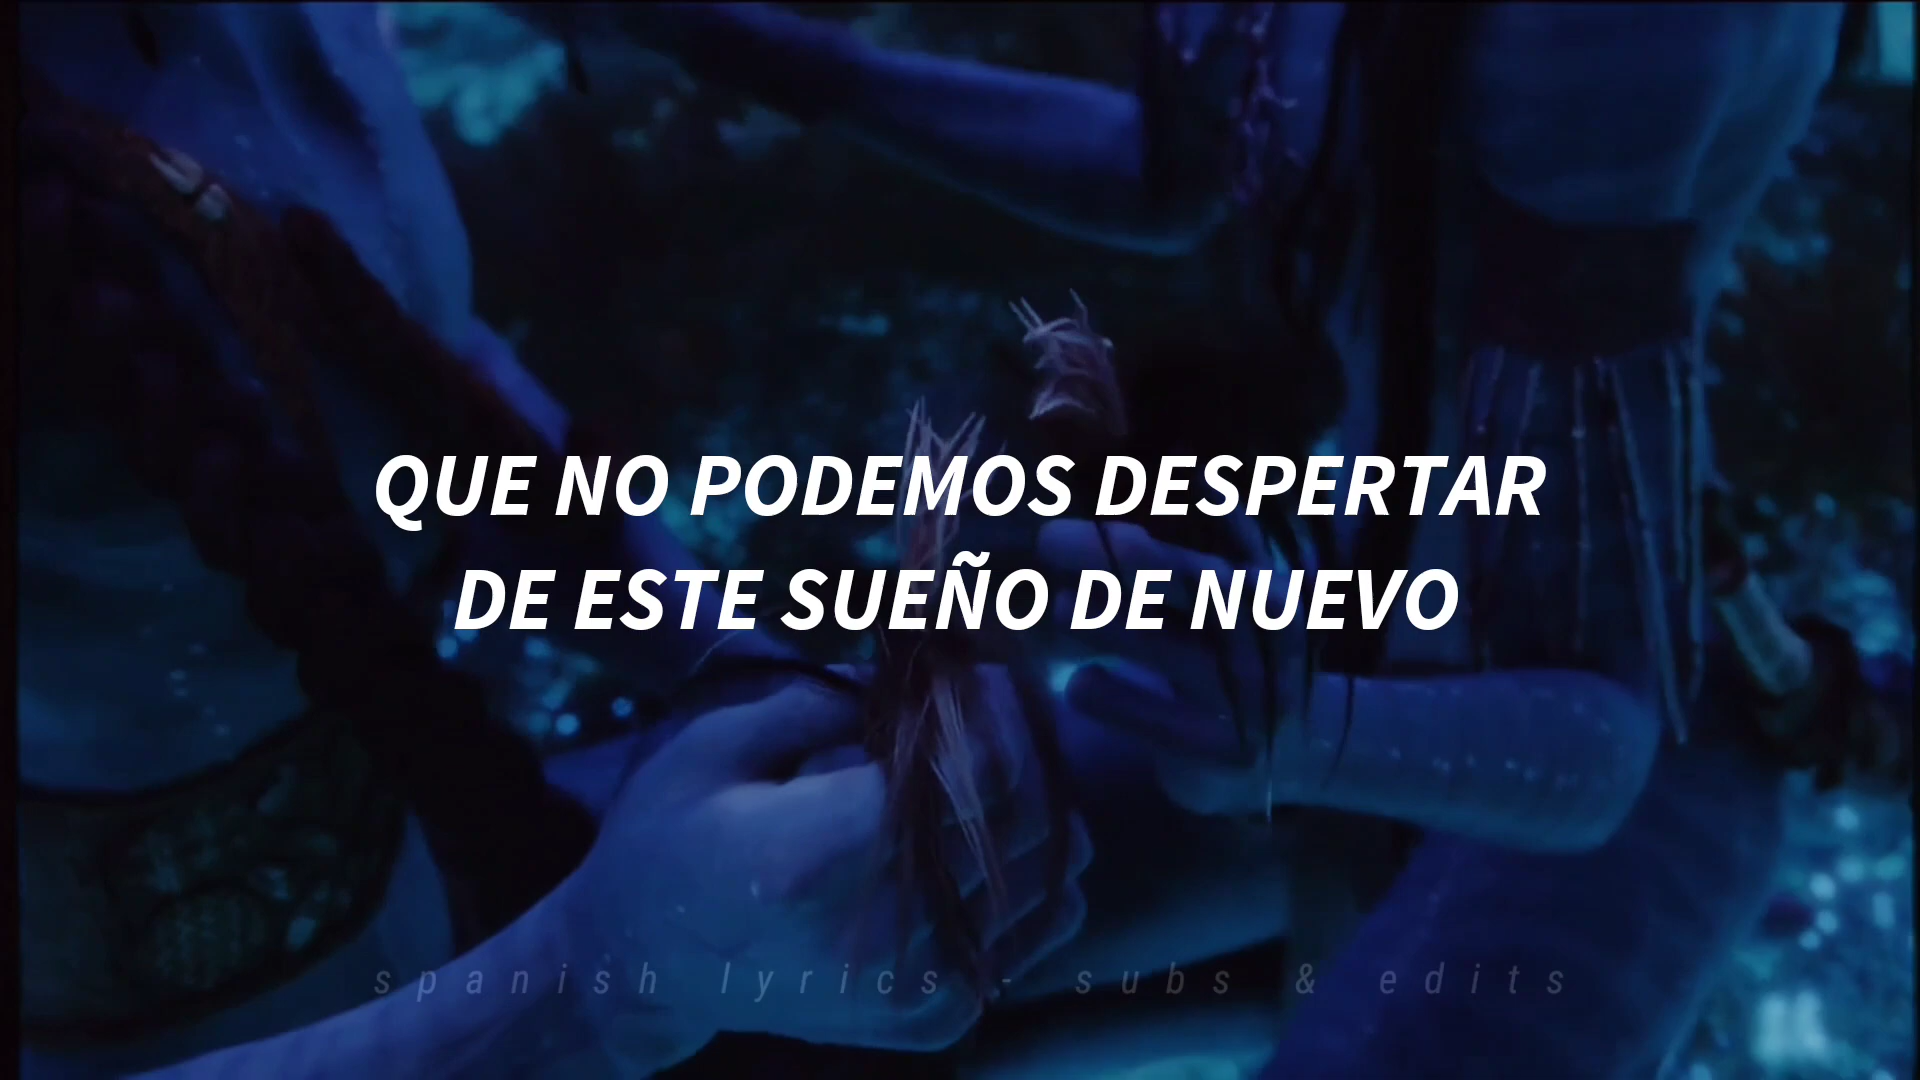 QUE NO PODEMOS DESPERTAR
DE ESTE SUEÑO DE NUEVO
spanish lyrics - subs & edits